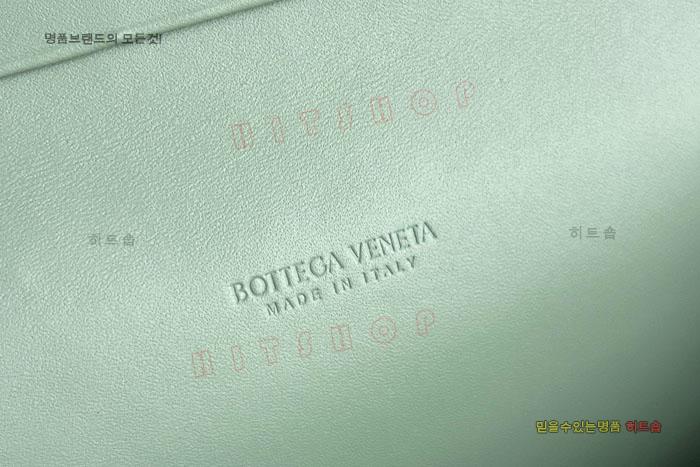 명품브랜드의 모든것!
HITSHOP
히트숍
히트숍
BOTTEGA VENETA
MADE IN ITALY
HITSHOP
믿을수있는명품 히트숍